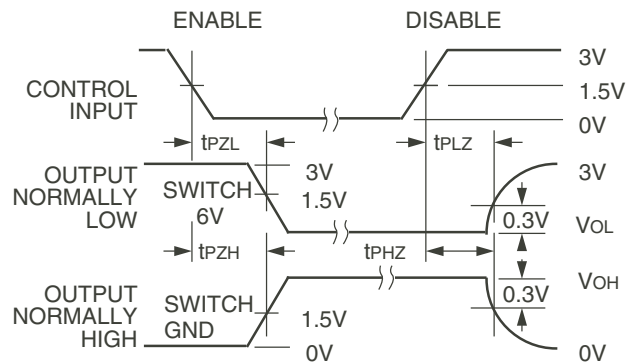 ENABLE DISABLE
3V
CONTROL INPUT 1.5V
0V
tPZL tPLZ
OUTPUT NORMALLY LOW
SWITCH 6V
3V
1.5V
3V
0.3V
VOL
tPZH tPHZ
OUTPUT NORMALLY HIGH
SWITCH GND
1.5V
0V
VOH
0.3V
0V